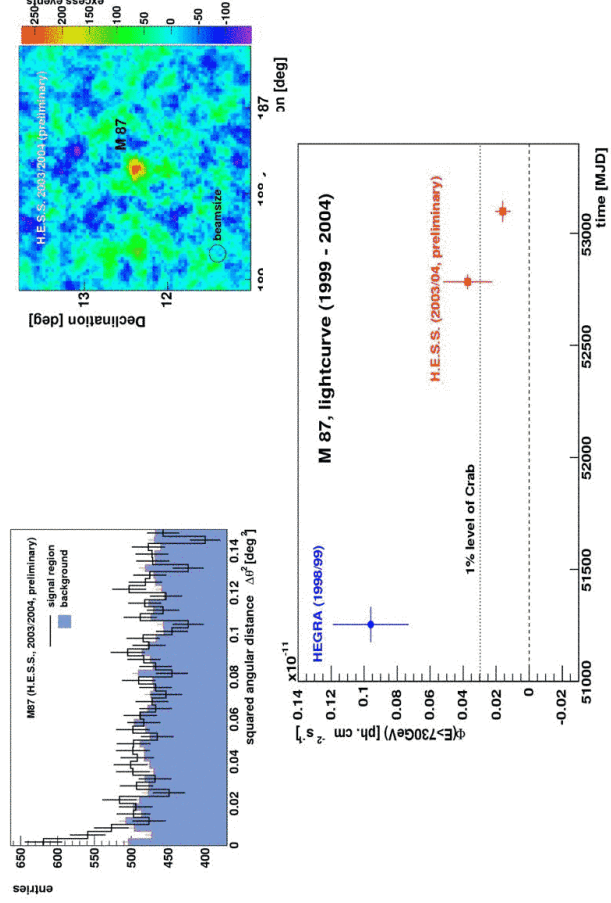 M87 (H.E.S.S., 2003/2004, preliminary)
signal region
background
entries
650
600
550
500
450
400
0
0.02
0.04
0.06
0.08
0.1
0.12
0.14
squared angular distance Δθ² [deg²]
H.E.S.S. 2003/2004 (preliminary)
M 87
beamsize
Declination [deg]
13
12
187
on [deg]
excess events
250
200
150
100
50
0
-50
-100
M 87, lightcurve (1999 - 2004)
HEGRA (1998/99)
H.E.S.S. (2003/04, preliminary)
1% level of Crab
x10⁻¹¹
Φ(E>730GeV) [ph. cm⁻² s⁻¹]
0.14
0.12
0.1
0.08
0.06
0.04
0.02
0
-0.02
51000
51500
52000
52500
53000
time [MJD]